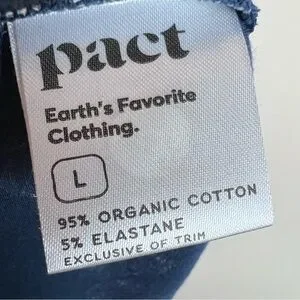 pact
Earth's Favorite
Clothing.
L
95% ORGANIC COTTON
5% ELASTANE
EXCLUSIVE OF TRIM